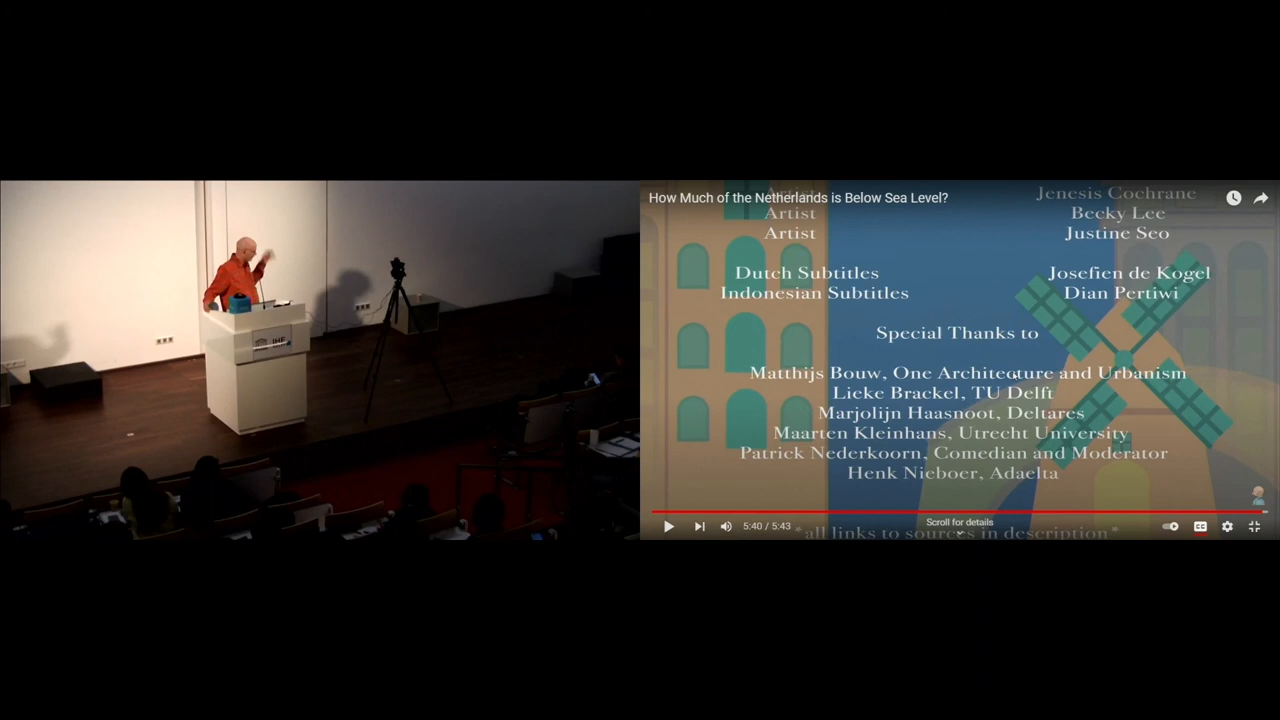 IHE
How Much of the Netherlands is Below Sea Level?
Artist
Jenesis Cochrane
Artist
Becky Lee
Artist
Justine Seo
Dutch Subtitles
Josefien de Kogel
Indonesian Subtitles
Dian Pertiwi
Special Thanks to
Matthijs Bouw, One Architecture and Urbanism
Lieke Brackel, TU Delft
Marjolijn Haasnoot, Deltares
Maarten Kleinhans, Utrecht University
Patrick Nederkoorn, Comedian and Moderator
Henk Nieboer, Adaelta
5:40 / 5:43
Scroll for details
CC
*all links to sources in description*